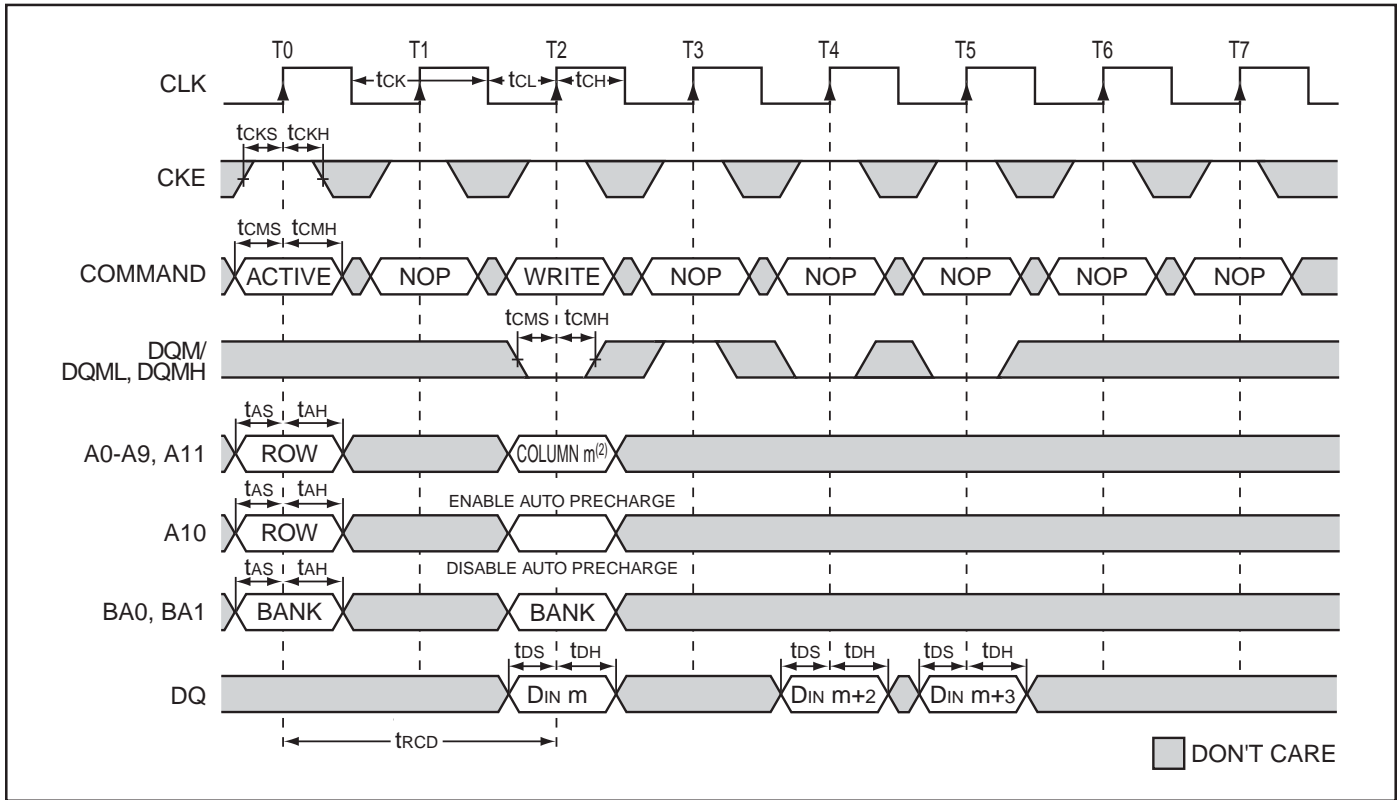 T0 T1 T2 T3 T4 T5 T6 T7
CLK
tCK tCL tCH
tCKS tCKH
CKE
tCMS tCMH
COMMAND ACTIVE NOP WRITE NOP NOP NOP NOP NOP
tCMS tCMH
DQM/
DQML, DQMH
tAS tAH
A0-A9, A11 ROW COLUMN m(2)
tAS tAH ENABLE AUTO PRECHARGE
A10 ROW
tAS tAH DISABLE AUTO PRECHARGE
BA0, BA1 BANK BANK
tDS tDH tDS tDH tDS tDH
DQ DIN m DIN m+2 DIN m+3
tRCD
DON'T CARE